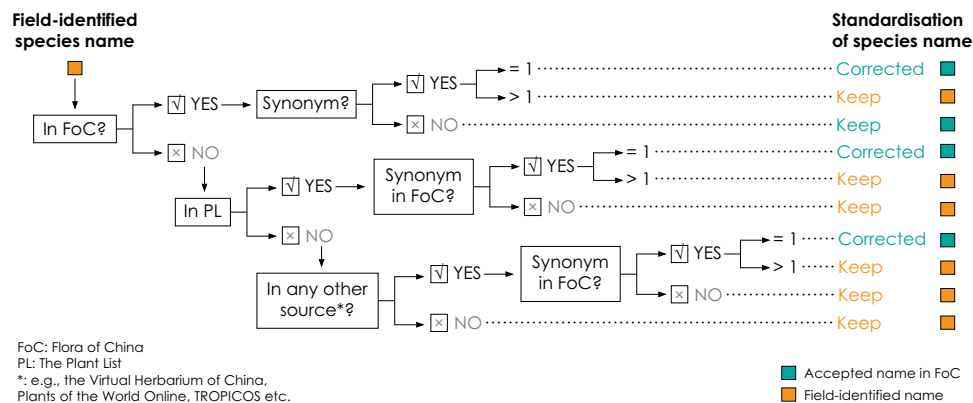 Field-identified
species name
Standardisation
of species name
= 1
Corrected
√ YES
> 1
Keep
√ YES
Synonym?
× NO
Keep
In FoC?
× NO
= 1
Corrected
√ YES
> 1
Keep
√ YES
Synonym
in FoC?
× NO
Keep
In PL
× NO
= 1
Corrected
√ YES
> 1
Keep
√ YES
Synonym
in FoC?
× NO
Keep
In any other
source*?
× NO
Keep
FoC: Flora of China
PL: The Plant List
*: e.g., the Virtual Herbarium of China,
Plants of the World Online, TROPICOS etc.
Accepted name in FoC
Field-identified name